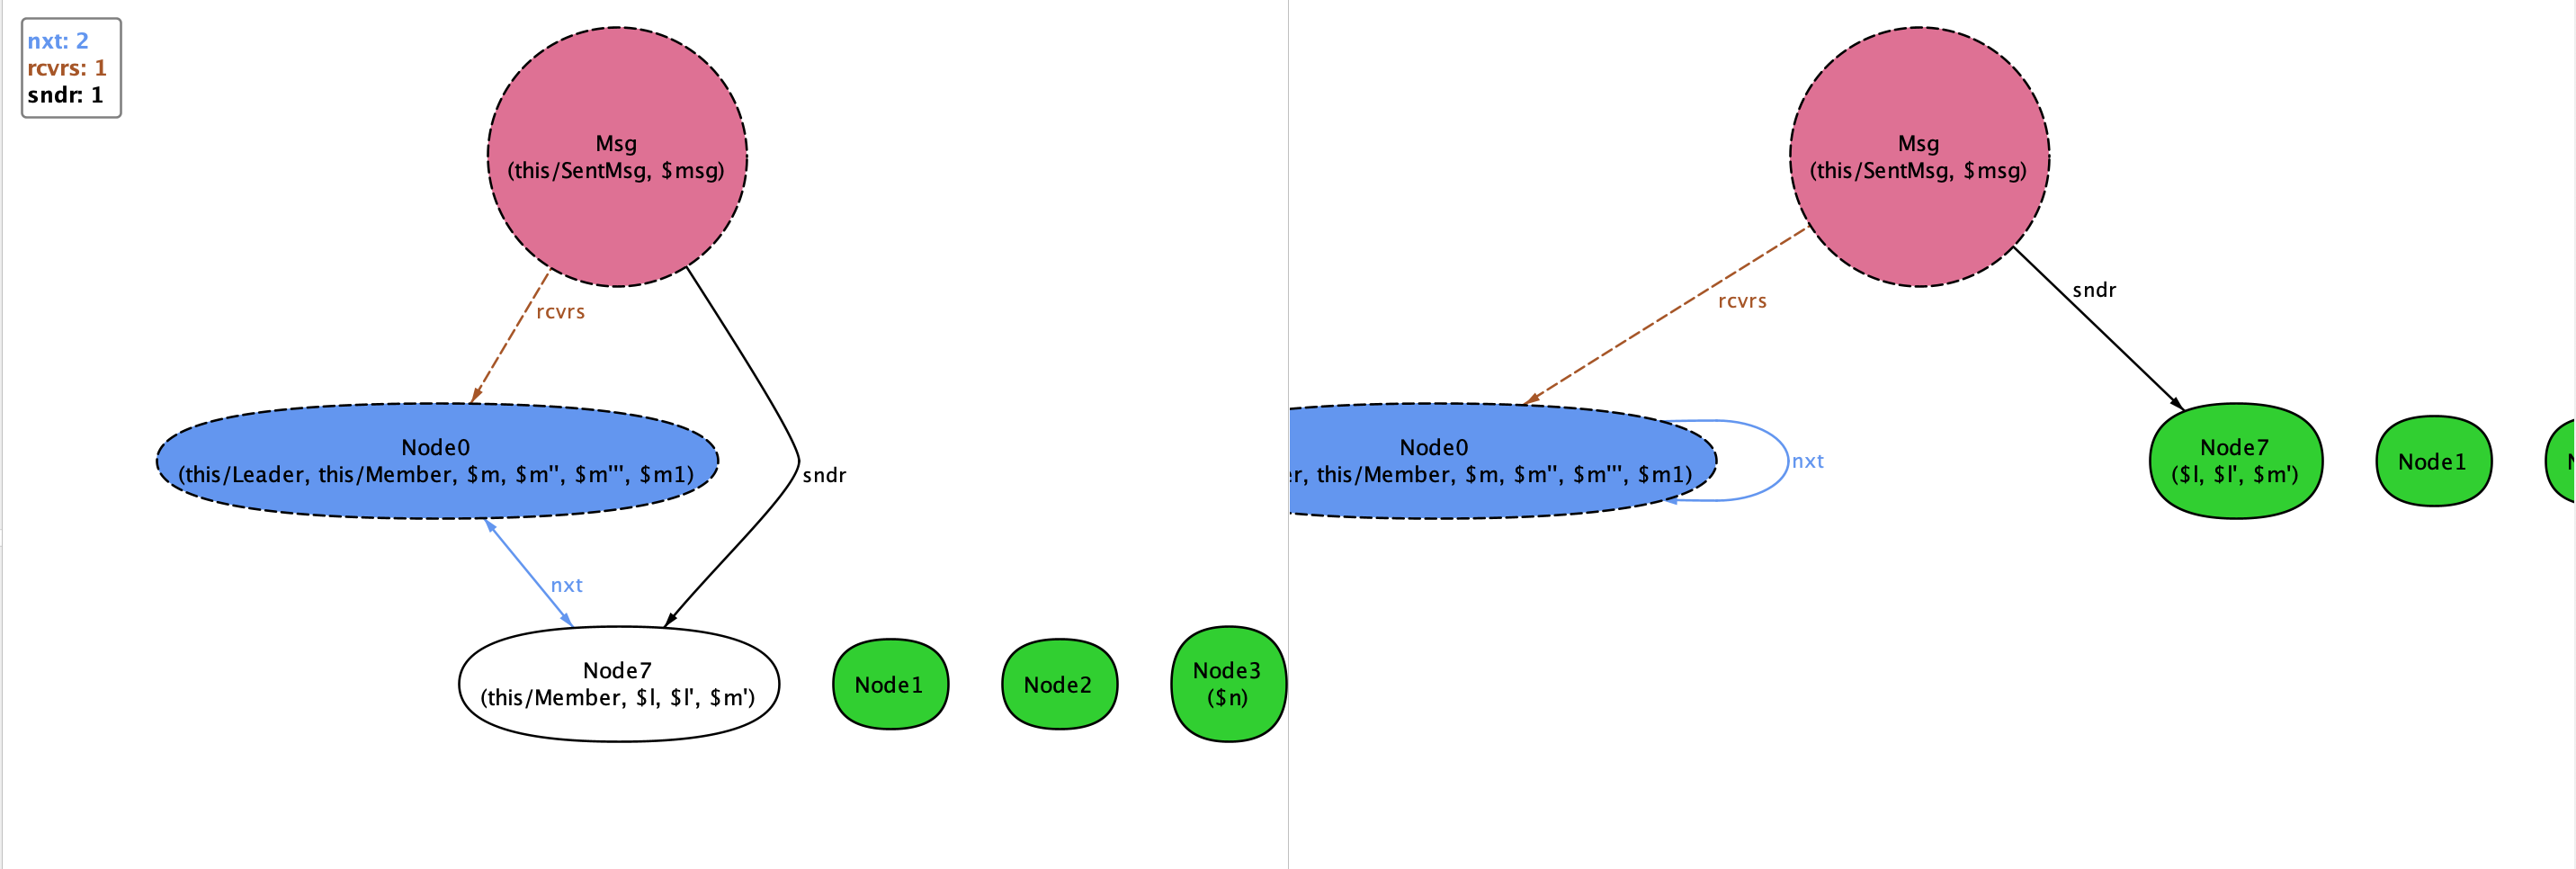 nxt: 2
rcvrs: 1
sndr: 1
Msg
(this/SentMsg, $msg)
rcvrs
sndr
Node0
(this/Leader, this/Member, $m, $m'', $m''', $m1)
nxt
Node7
(this/Member, $l, $l', $m')
Node1
Node2
Node3
($n)
Msg
(this/SentMsg, $msg)
rcvrs
sndr
Node0
this/Member, $m, $m'', $m''', $m1)
nxt
Node7
($l, $l', $m')
Node1